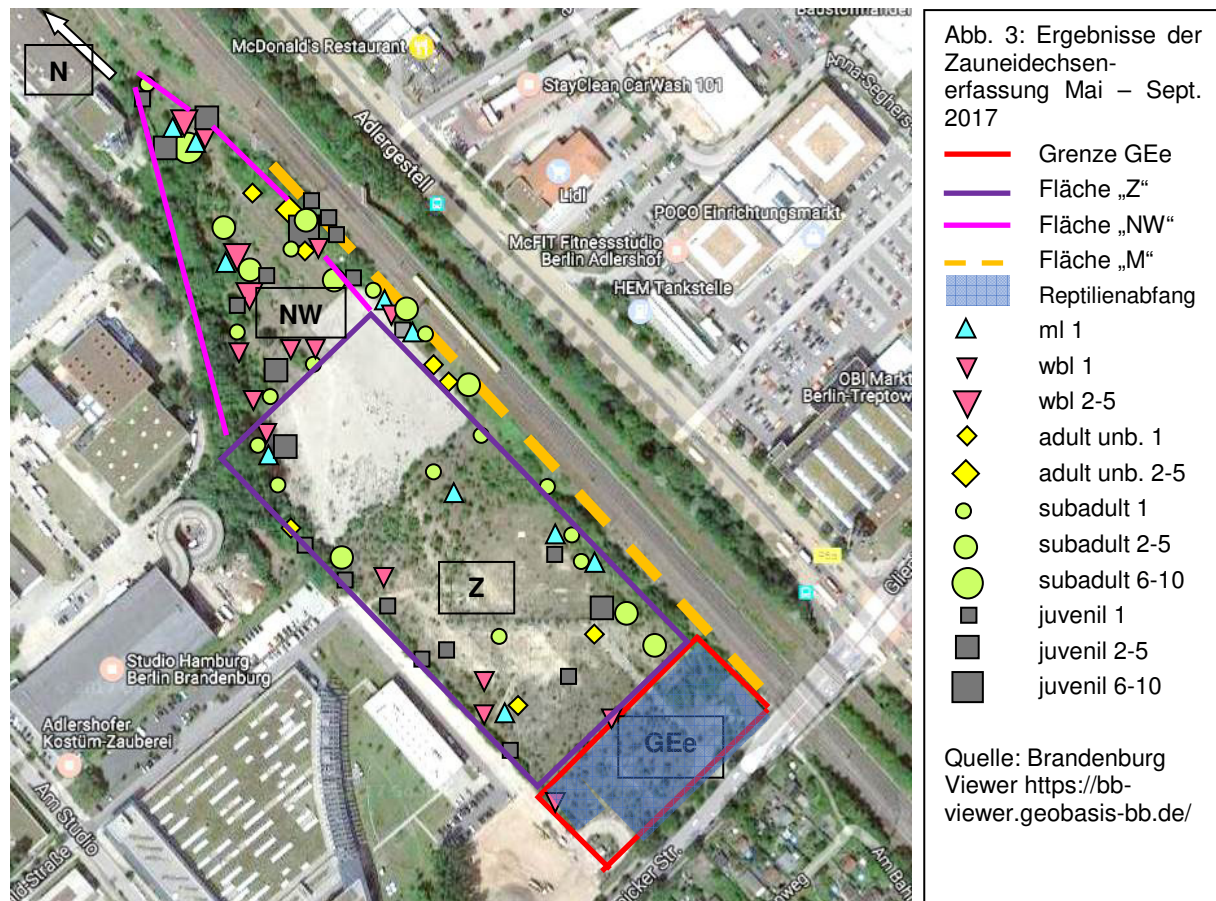 N
McDonald's Restaurant
StayClean CarWash 101
Adlergestell
Lidl
POCO Einrichtungsmarkt
McFIT Fitnessstudio
Berlin Adlershof
HEM Tankstelle
OBI Markt
Berlin-Treptow
NW
Z
GEe
Studio Hamburg
Berlin Brandenburg
Adlershofer
Kostüm-Zauberei
Am Studio
ld-Straße
nicker Str.
Abb. 3: Ergebnisse der
Zauneidechsen-
erfassung Mai – Sept.
2017
Grenze GEe
Fläche „Z“
Fläche „NW“
Fläche „M“
Reptilienabfang
ml 1
wbl 1
wbl 2-5
adult unb. 1
adult unb. 2-5
subadult 1
subadult 2-5
subadult 6-10
juvenil 1
juvenil 2-5
juvenil 6-10
Quelle: Brandenburg
Viewer https://bb-
viewer.geobasis-bb.de/